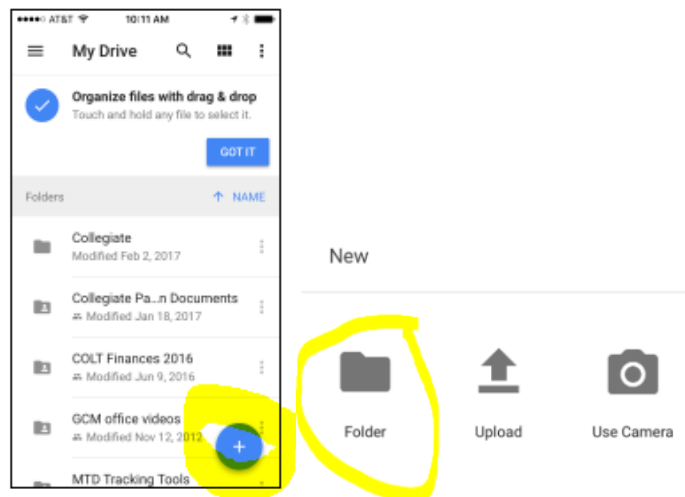 AT&T 10:11 AM
My Drive
Organize files with drag & drop
Touch and hold any file to select it.
GOT IT
Folders NAME
Collegiate
Modified Feb 2, 2017
Collegiate Pa...n Documents
Modified Jan 18, 2017
COLT Finances 2016
Modified Jun 9, 2016
GCM office videos
Modified Nov 12, 2012
MTD Tracking Tools
New
Folder Upload Use Camera